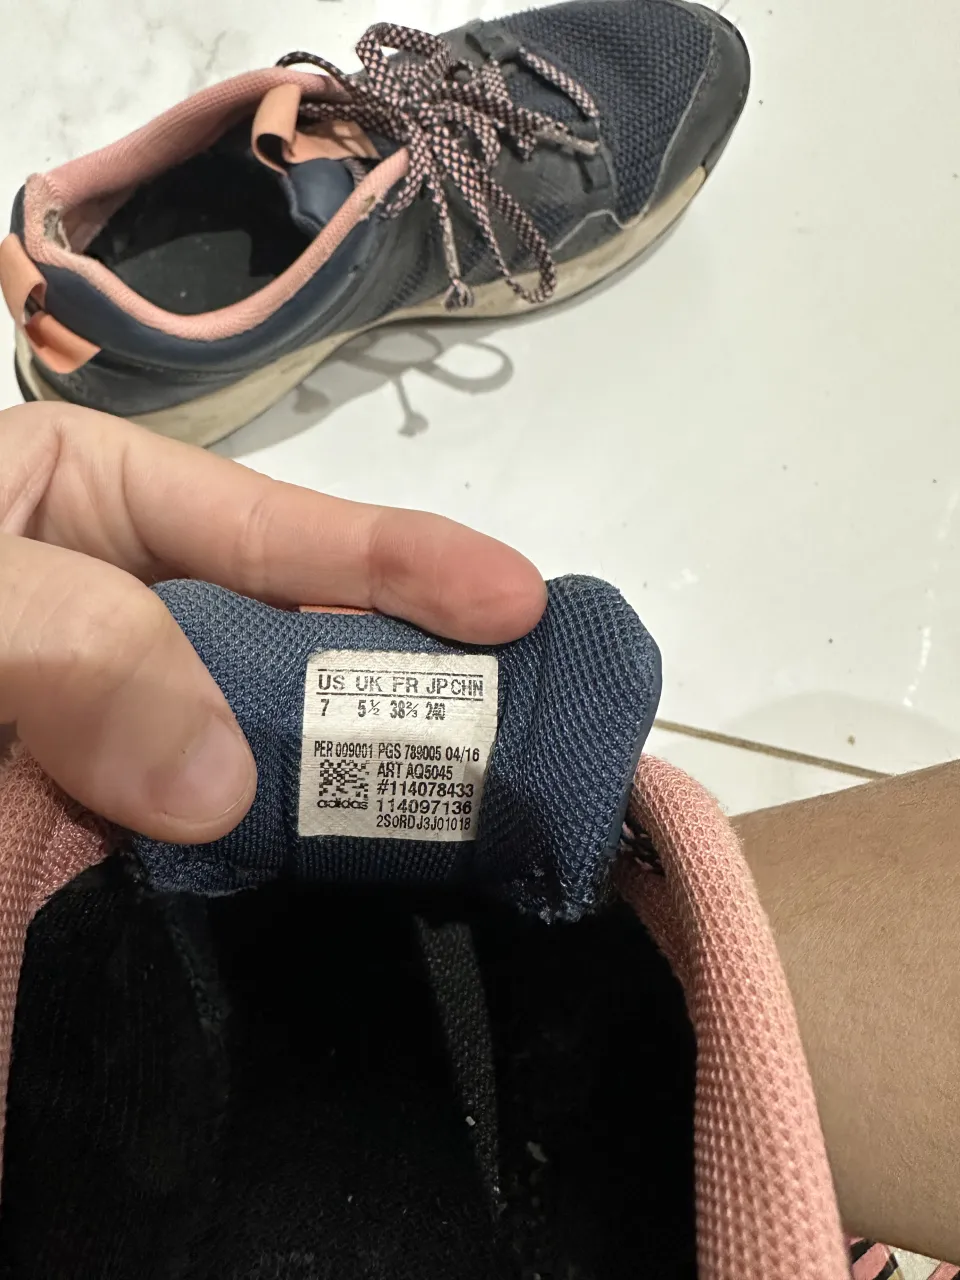 US UK FR JP CHN
7 5½ 38⅔ 240
PER 009001 PGS 789005 04/16
ART AQ5045
#114078433
adidas 114097136
2S0RDJ3J01018